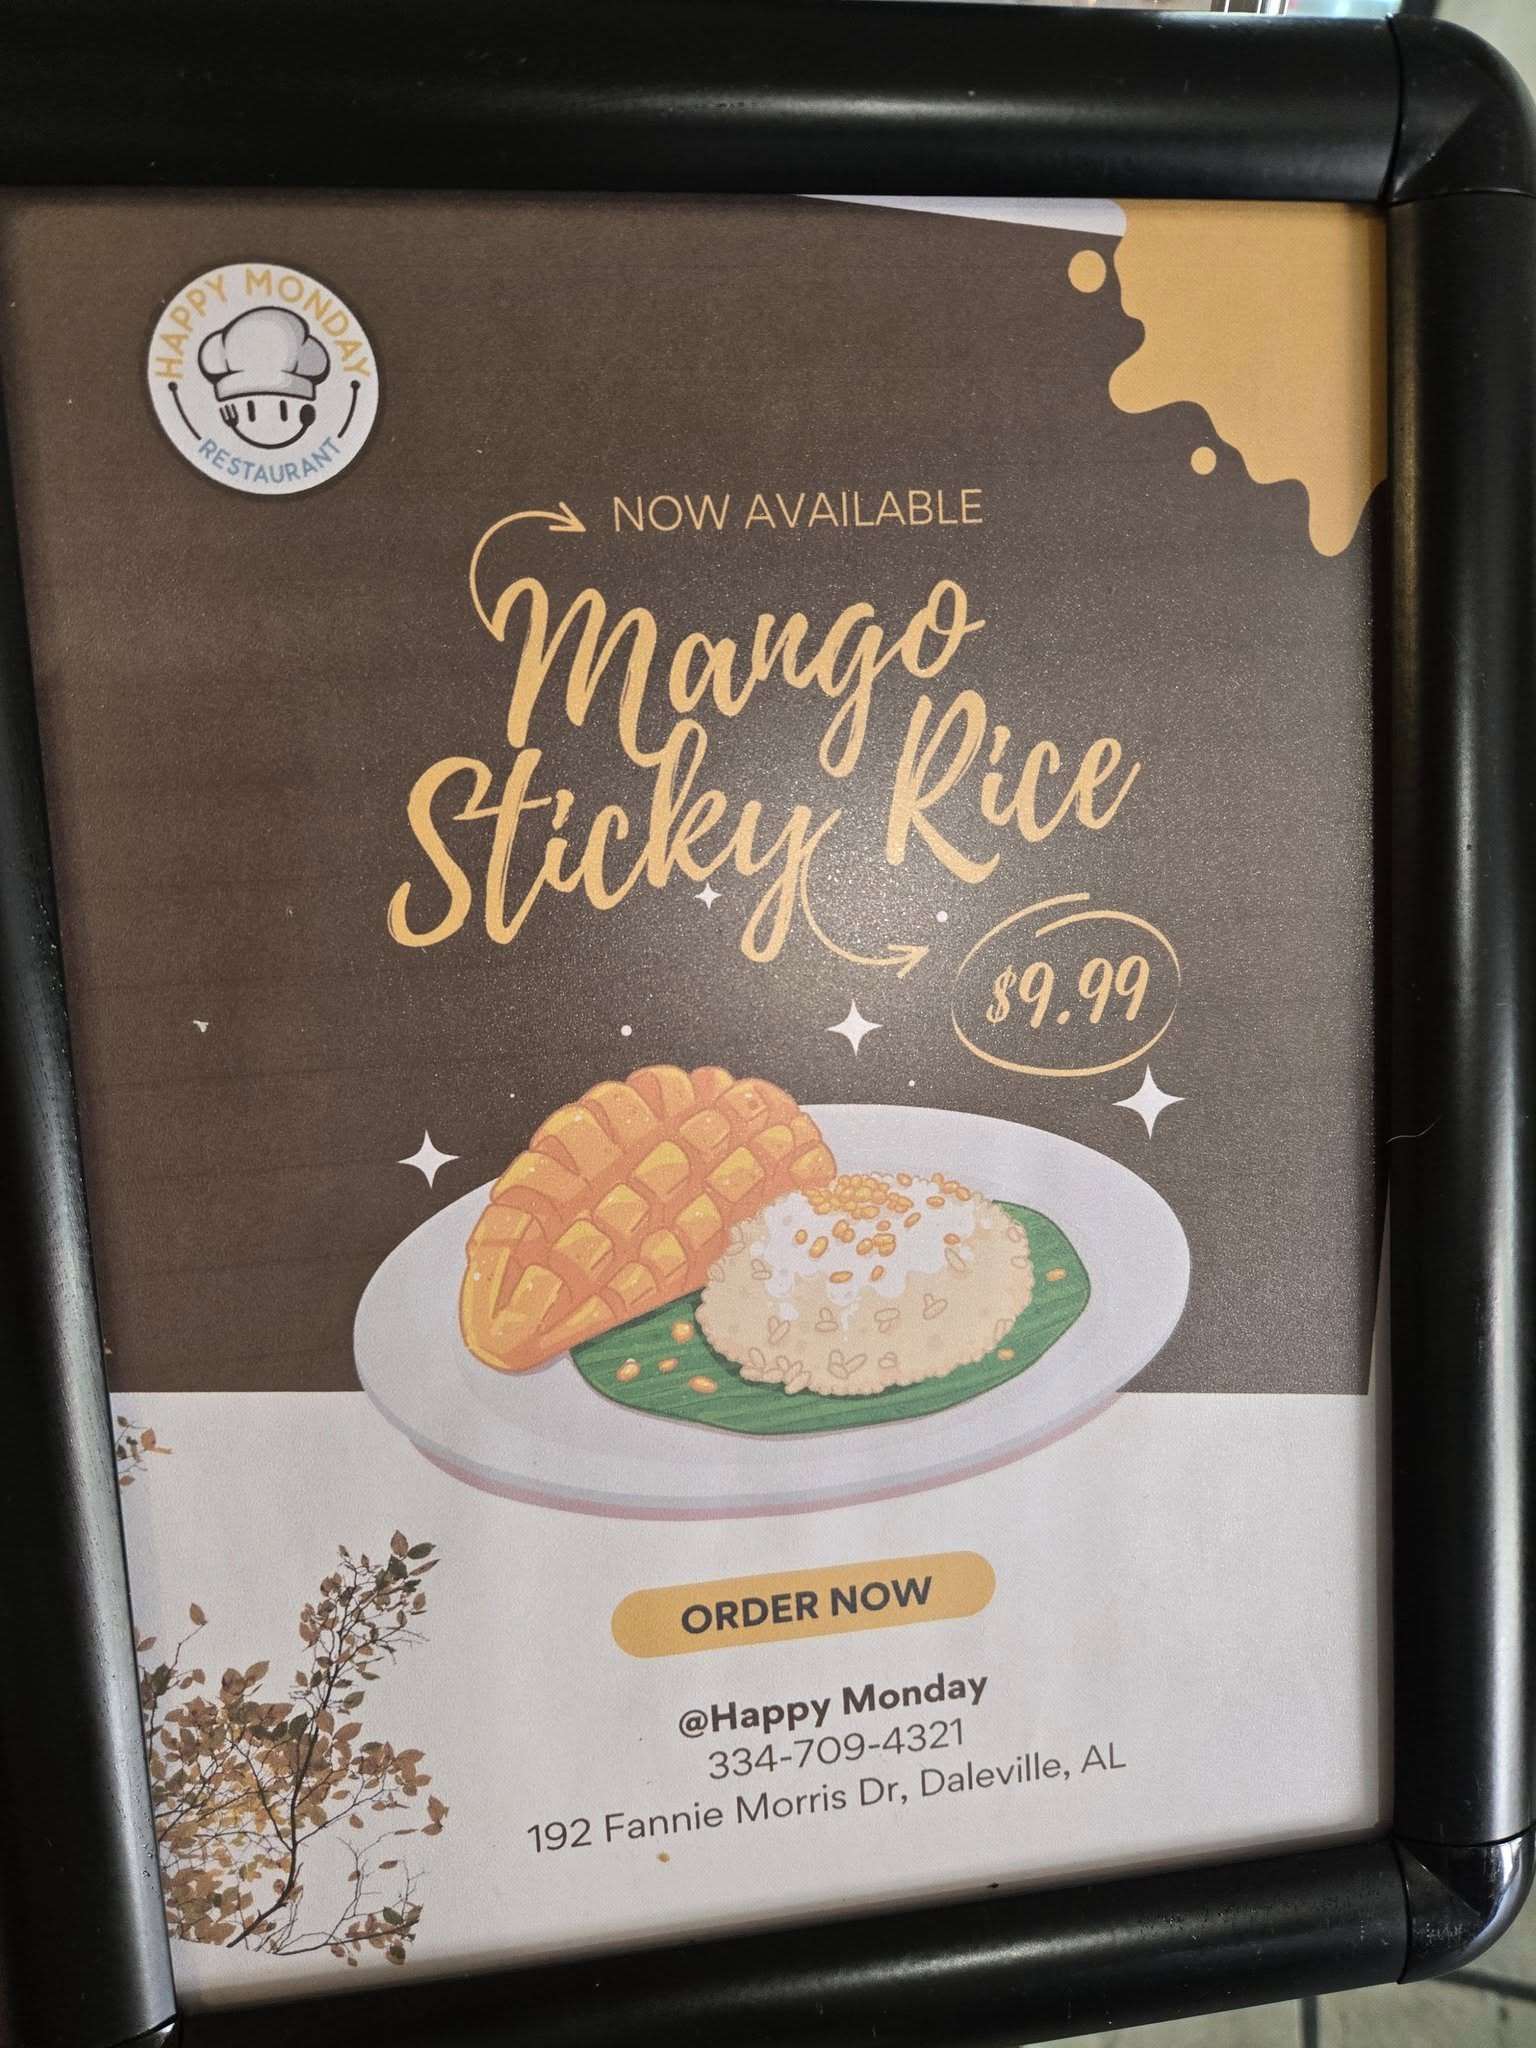 HAPPY MONDAY
RESTAURANT
NOW AVAILABLE
Mango
Sticky Rice
$9.99
ORDER NOW
@Happy Monday
334-709-4321
192 Fannie Morris Dr, Daleville, AL